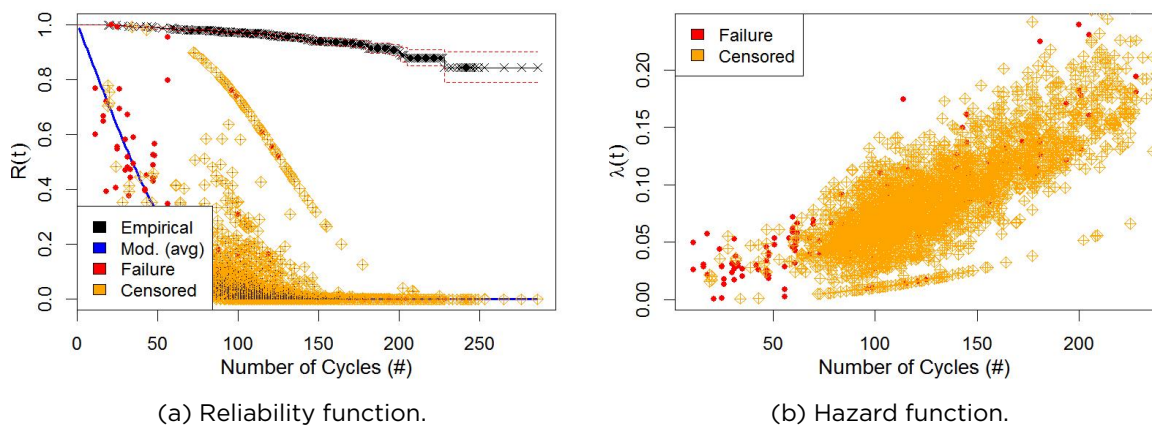 R(t)
1.0
0.8
0.6
0.4
0.2
0.0
Empirical
Mod. (avg)
Failure
Censored
0 50 100 150 200 250
Number of Cycles (#)
(a) Reliability function.
λ(t)
0.20
0.15
0.10
0.05
0.00
Failure
Censored
50 100 150 200
Number of Cycles (#)
(b) Hazard function.